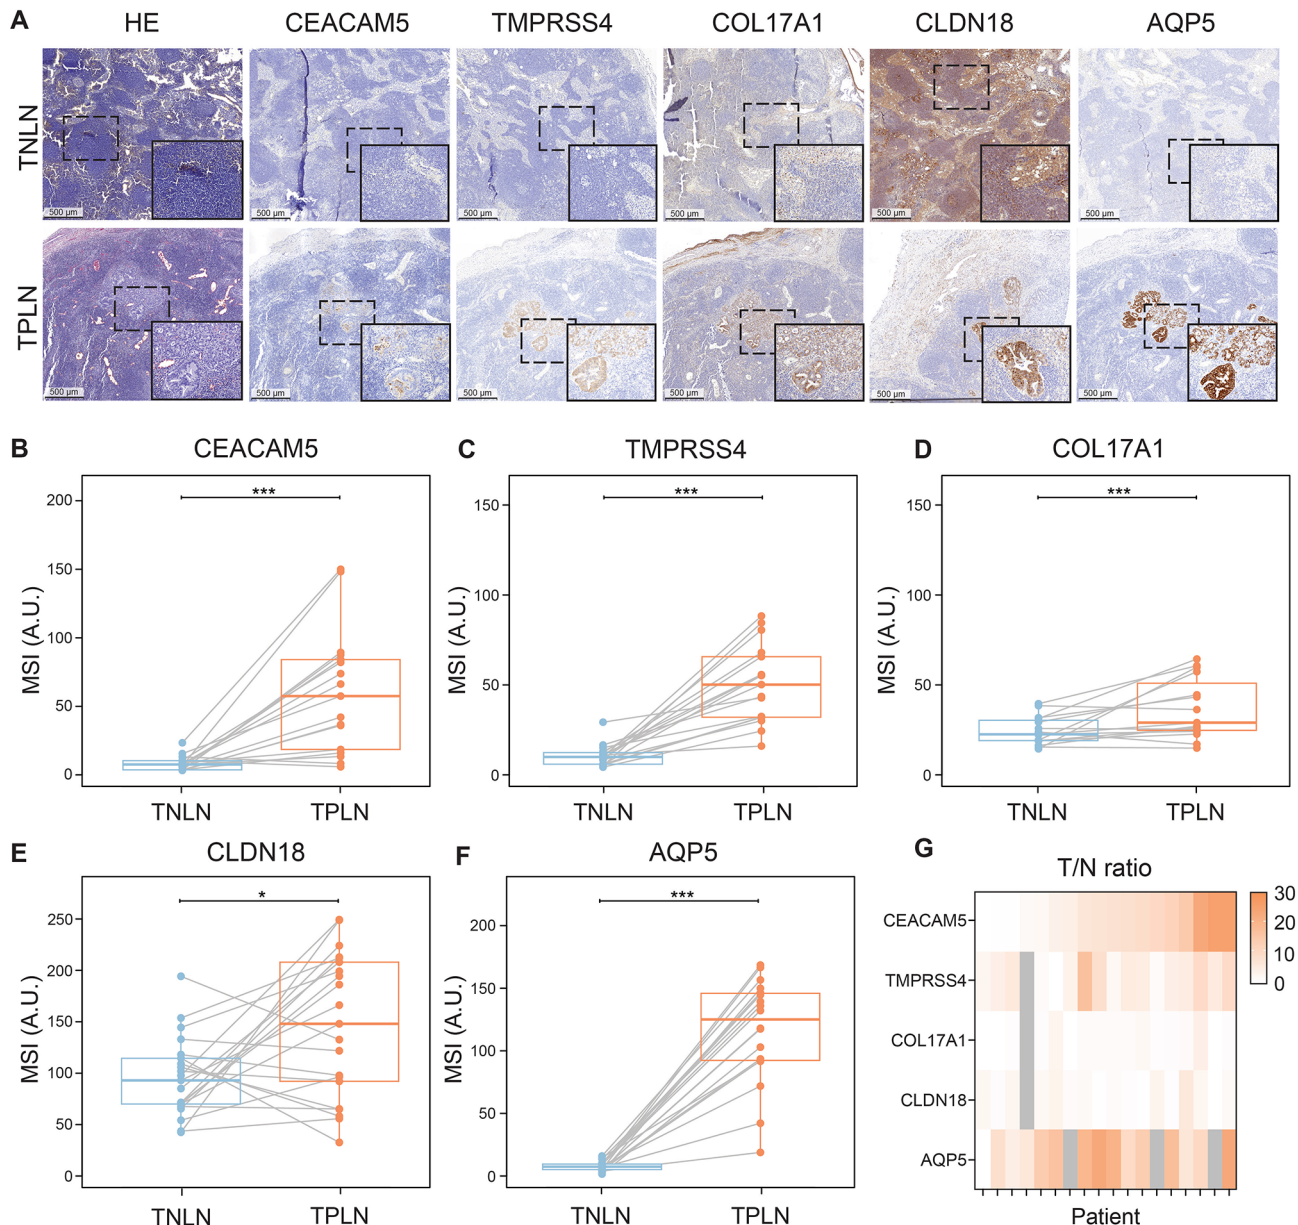 A
HE CEACAM5 TMPRSS4 COL17A1 CLDN18 AQP5
TNLN
500 µm 500 µm 500 µm 500 µm 500 µm 500 µm
TPLN
500 µm 500 µm 500 µm 500 µm 500 µm 500 µm
B
CEACAM5
MSI (A.U.)
200
150
100
50
0
***
TNLN TPLN
C
TMPRSS4
MSI (A.U.)
150
100
50
0
***
TNLN TPLN
D
COL17A1
MSI (A.U.)
150
100
50
0
***
TNLN TPLN
E
CLDN18
MSI (A.U.)
250
200
150
100
50
0
*
TNLN TPLN
F
AQP5
MSI (A.U.)
200
150
100
50
0
***
TNLN TPLN
G
T/N ratio
CEACAM5
TMPRSS4
COL17A1
CLDN18
AQP5
30
20
10
0
Patient